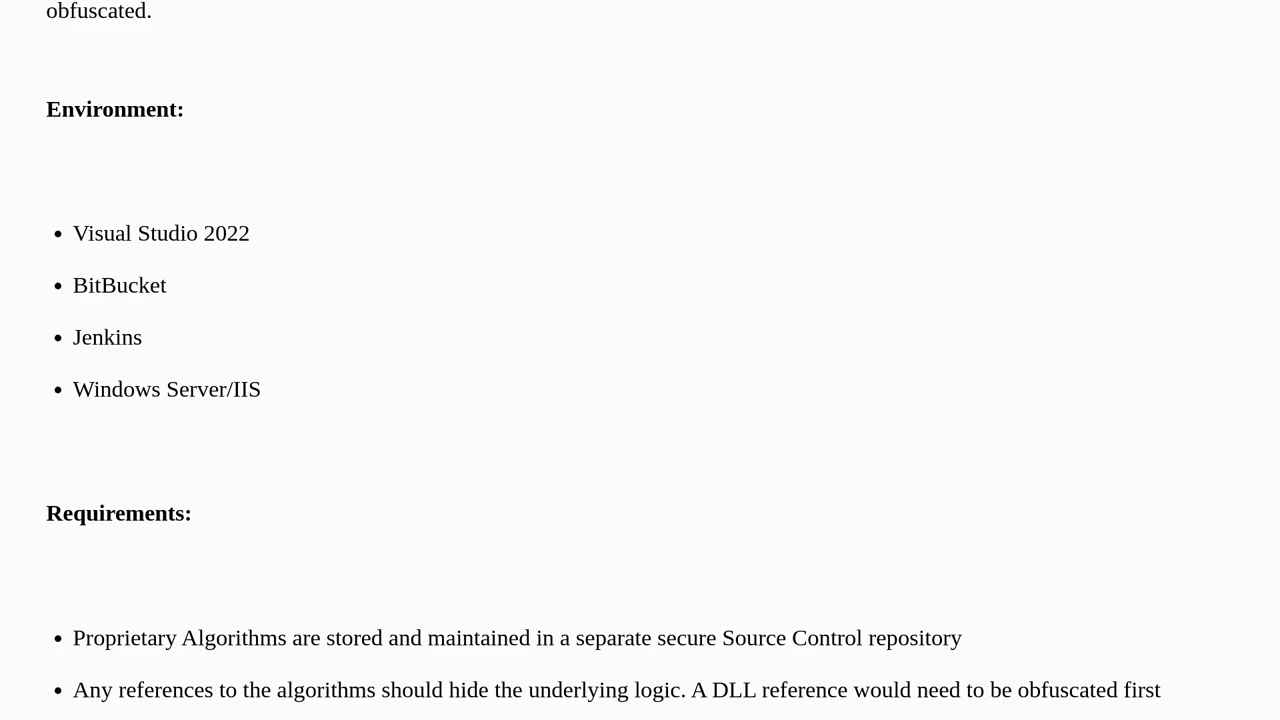 obfuscated.
Environment:
Visual Studio 2022
BitBucket
Jenkins
Windows Server/IIS
Requirements:
Proprietary Algorithms are stored and maintained in a separate secure Source Control repository
Any references to the algorithms should hide the underlying logic. A DLL reference would need to be obfuscated first